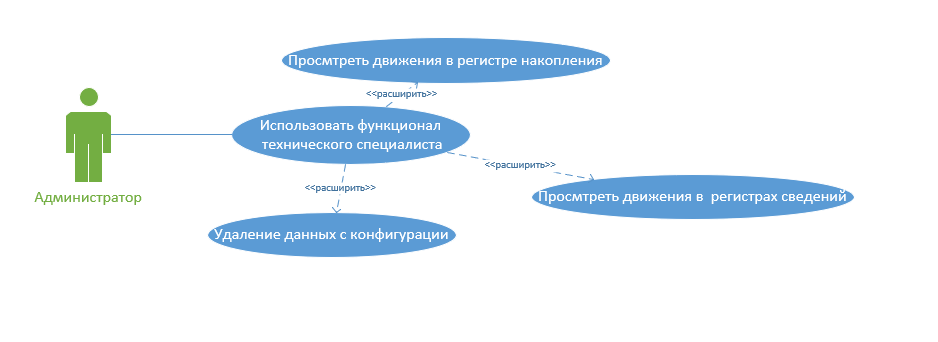 Просмтреть движения в регистре накопления
<<расширить>>
Использовать функционал
технического специалиста
<<расширить>>
<<расширить>>
Администратор
Просмтреть движения в  регистрах сведений
Удаление данных с конфигурации